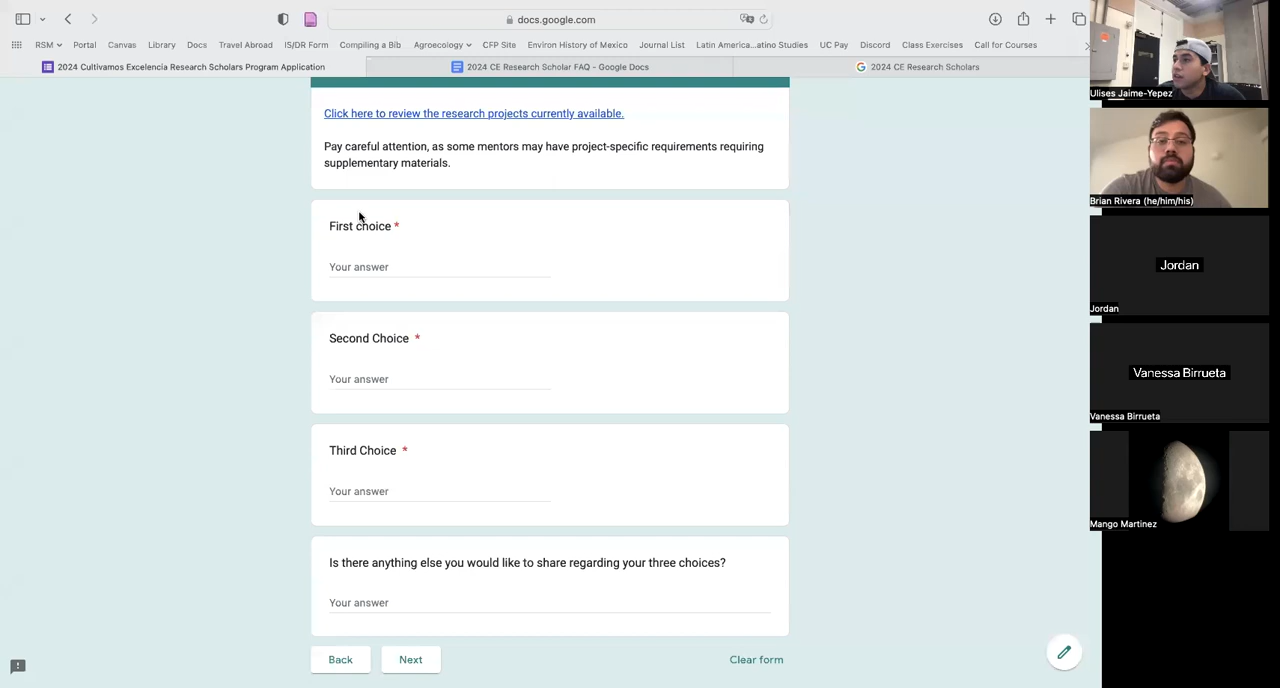 docs.google.com
RSM
Portal
Canvas
Library
Docs
Travel Abroad
IS/DR Form
Compiling a Bib
Agroecology
CFP Site
Environ History of Mexico
Journal List
Latin America...atino Studies
UC Pay
Discord
Class Exercises
Call for Courses
2024 Cultivamos Excelencia Research Scholars Program Application
2024 CE Research Scholar FAQ - Google Docs
2024 CE Research Scholars
Click here to review the research projects currently available.
Pay careful attention, as some mentors may have project-specific requirements requiring
supplementary materials.
First choice *
Your answer
Second Choice *
Your answer
Third Choice *
Your answer
Is there anything else you would like to share regarding your three choices?
Your answer
Back
Next
Clear form
Ulises Jaime-Yepez
Brian Rivera (he/him/his)
Jordan
Jordan
Vanessa Birrueta
Vanessa Birrueta
Mango Martinez